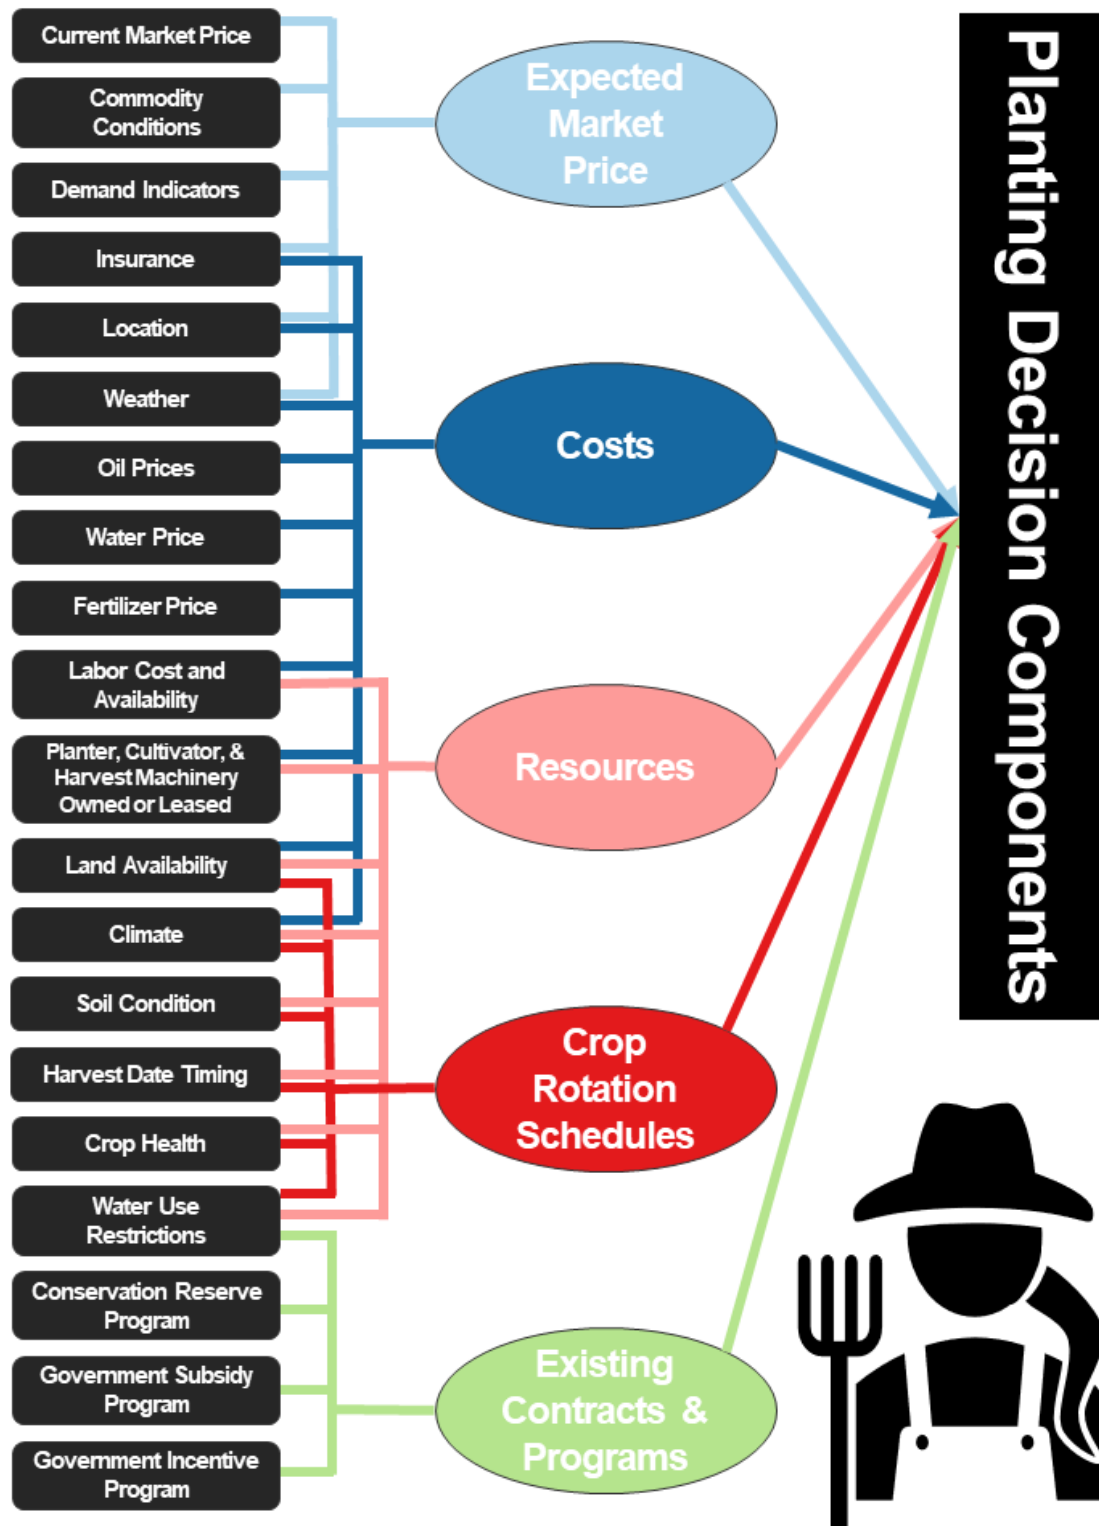 Current Market Price
Commodity
Conditions
Demand Indicators
Insurance
Location
Weather
Oil Prices
Water Price
Fertilizer Price
Labor Cost and
Availability
Planter, Cultivator, &
Harvest Machinery
Owned or Leased
Land Availability
Climate
Soil Condition
Harvest Date Timing
Crop Health
Water Use
Restrictions
Conservation Reserve
Program
Government Subsidy
Program
Government Incentive
Program
Expected
Market
Price
Costs
Resources
Crop
Rotation
Schedules
Existing
Contracts &
Programs
Planting Decision Components